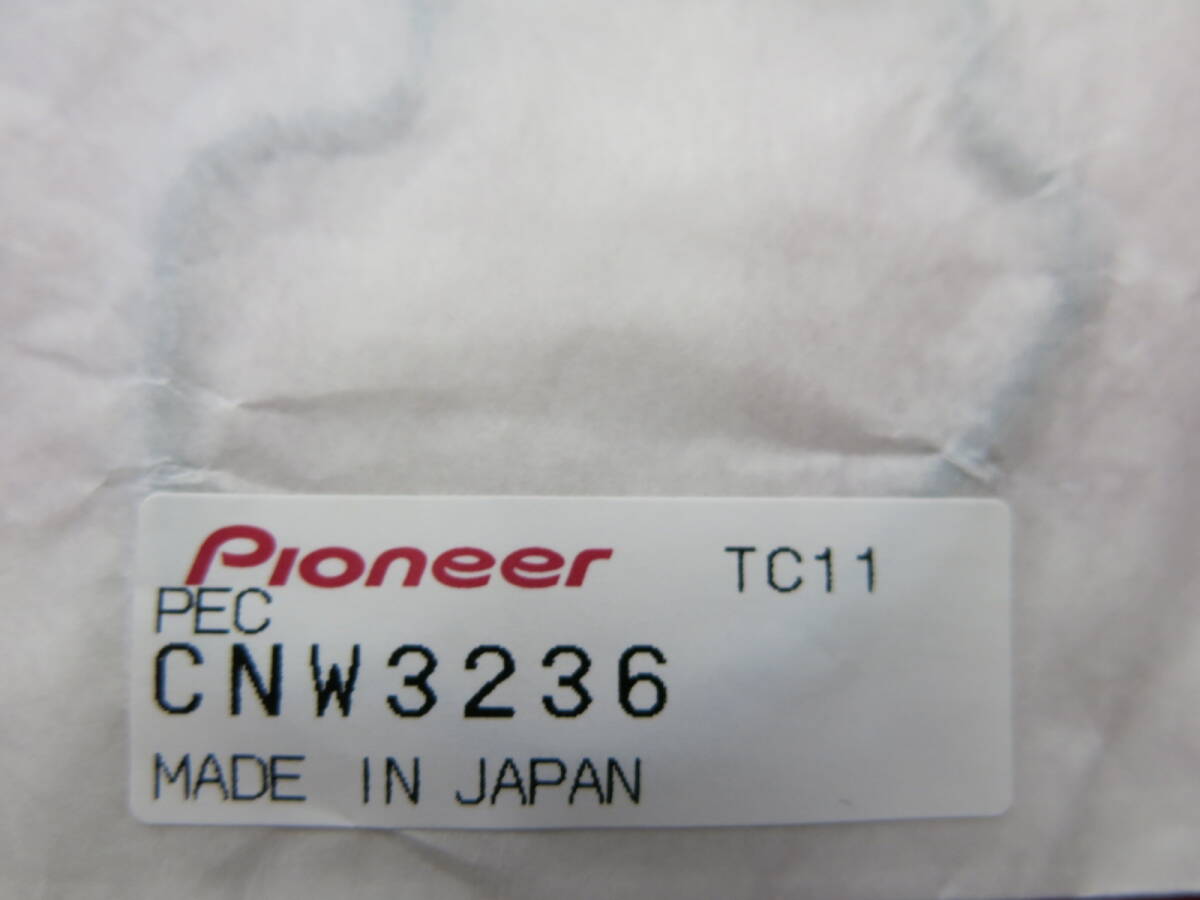 Pioneer TC11
PEC
CNW3236
MADE IN JAPAN